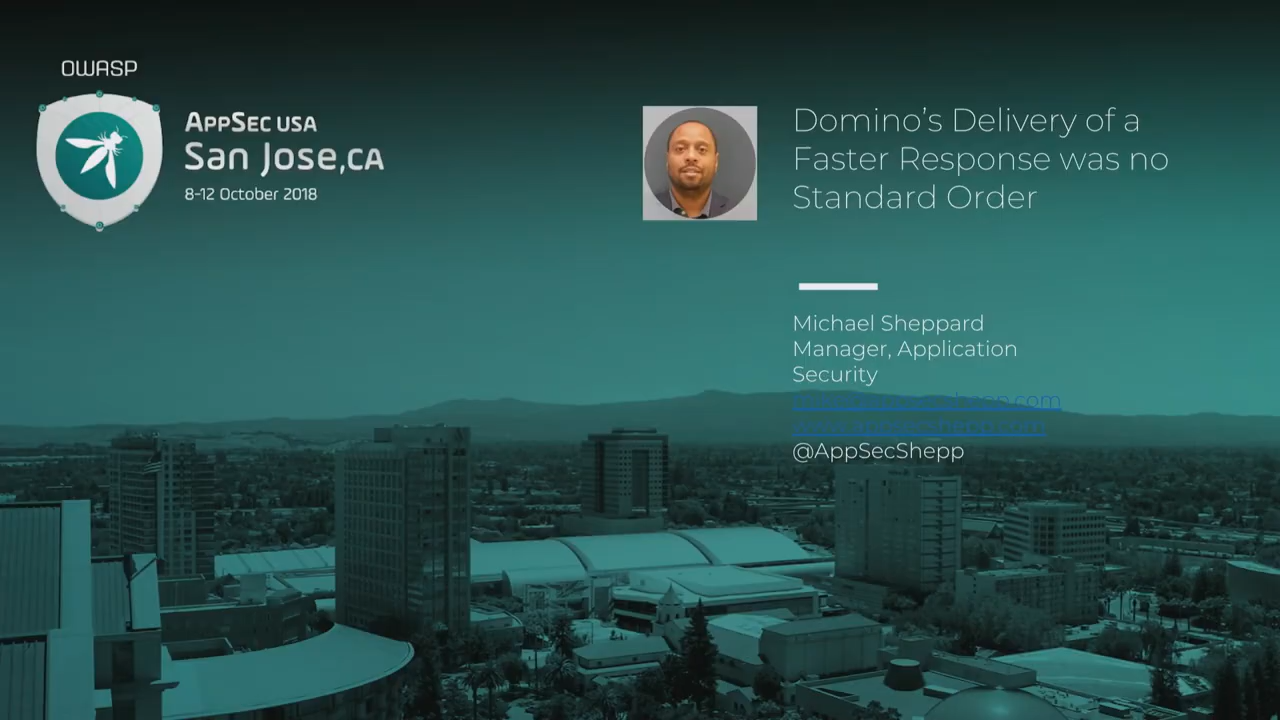 OWASP
AppSec USA
San Jose, CA
8-12 October 2018
Domino's Delivery of a
Faster Response was no
Standard Order
Michael Sheppard
Manager, Application
Security
@AppSecShepp